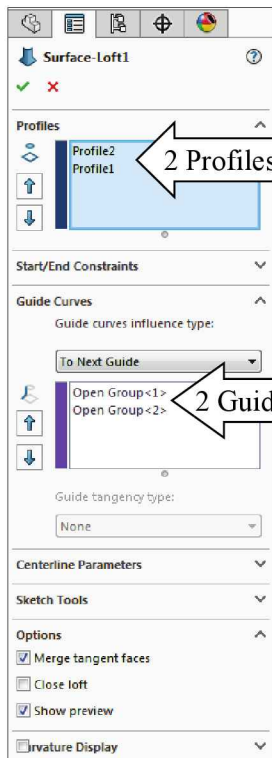 Surface-Loft1
Profiles
Profile2
Profile1
2 Profiles
Start/End Constraints
Guide Curves
Guide curves influence type:
To Next Guide
Open Group<1>
Open Group<2>
2 Guid
Guide tangency type:
None
Centerline Parameters
Sketch Tools
Options
Merge tangent faces
Close loft
Show preview
urvature Display